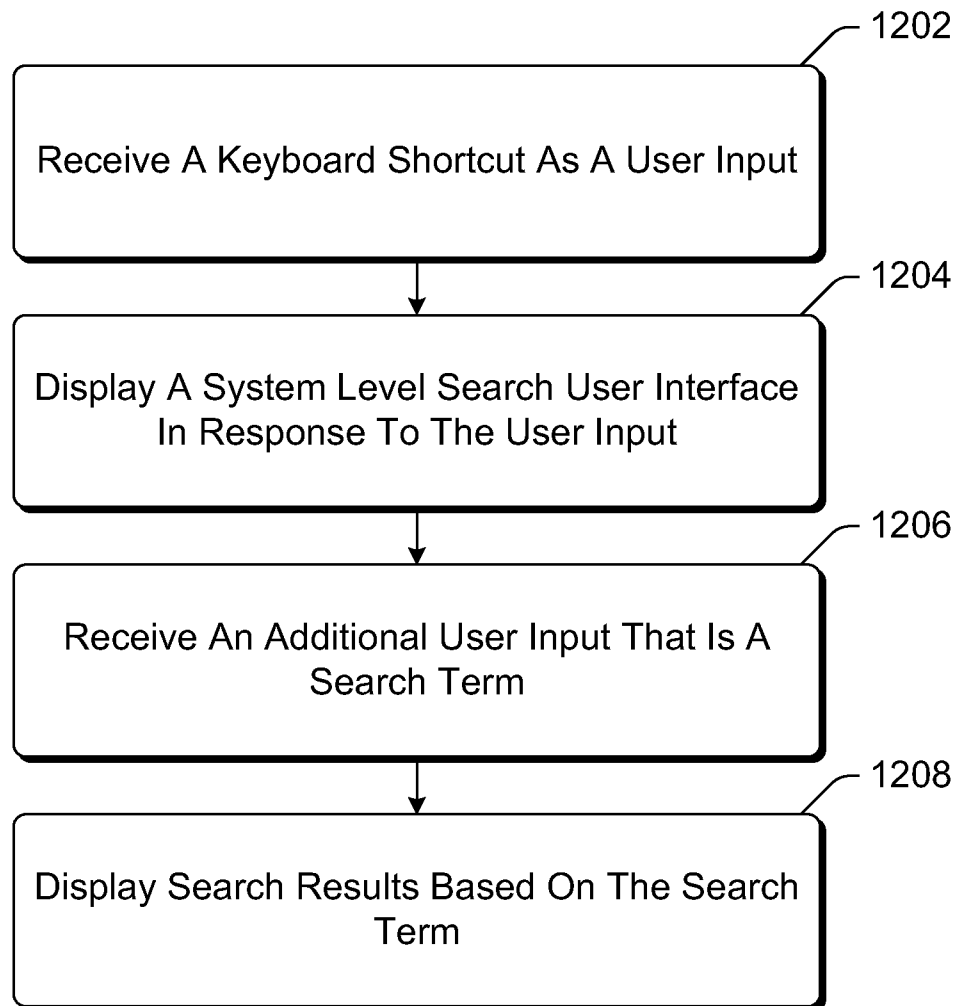 1202
Receive A Keyboard Shortcut As A User Input
1204
Display A System Level Search User Interface
In Response To The User Input
1206
Receive An Additional User Input That Is A
Search Term
1208
Display Search Results Based On The Search
Term